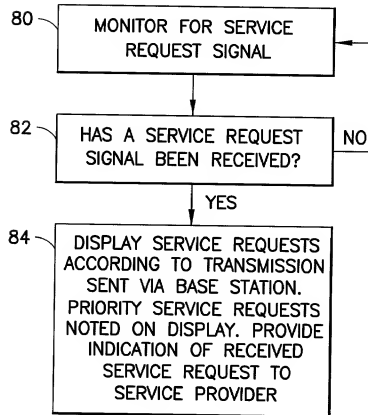 80
MONITOR FOR SERVICE
REQUEST SIGNAL
82
HAS A SERVICE REQUEST
SIGNAL BEEN RECEIVED?
NO
YES
84
DISPLAY SERVICE REQUESTS
ACCORDING TO TRANSMISSION
SENT VIA BASE STATION.
PRIORITY SERVICE REQUESTS
NOTED ON DISPLAY. PROVIDE
INDICATION OF RECEIVED
SERVICE REQUEST TO
SERVICE PROVIDER